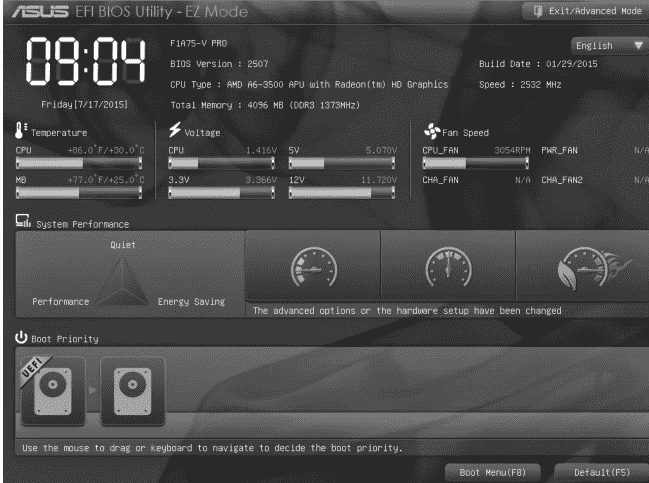 ASUS EFI BIOS Utility - EZ Mode
Exit/Advanced Mode
09:04
Friday[7/17/2015]
F1A75-V PRO
English
BIOS Version : 2507
Build Date : 01/29/2015
CPU Type : AMD A6-3500 APU with Radeon(tm) HD Graphics
Speed : 2532 MHz
Total Memory : 4096 MB (DDR3 1373MHz)
Temperature
CPU +86.0°F/+30.0°C
MB +77.0°F/+25.0°C
Voltage
CPU 1.416V 5V 5.070V
3.3V 3.366V 12V 11.720V
Fan Speed
CPU_FAN 3054RPM PWR_FAN N/A
CHA_FAN N/A CHA_FAN2 N/A
System Performance
Quiet
Performance
Energy Saving
The advanced options or the hardware setup have been changed
Boot Priority
UEFI
Use the mouse to drag or keyboard to navigate to decide the boot priority.
Boot Menu(F8)
Default(F5)